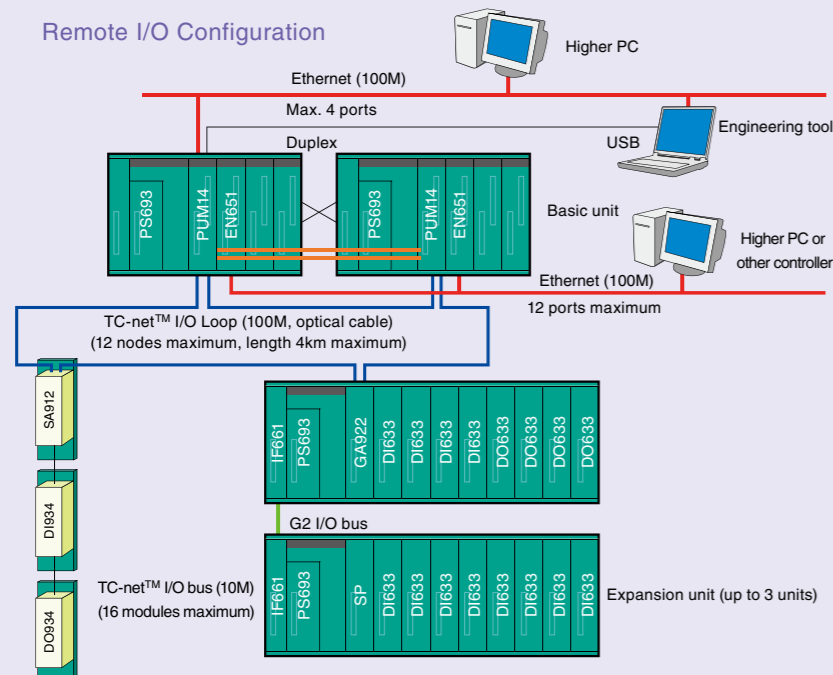 Remote I/O Configuration
Higher PC
Ethernet (100M)
Max. 4 ports
Engineering tool
USB
Duplex
PS693
PUM14
EN651
PS693
PUM14
EN651
Basic unit
Higher PC or
other controller
Ethernet (100M)
12 ports maximum
TC-net™ I/O Loop (100M, optical cable)
(12 nodes maximum, length 4km maximum)
SA912
DI934
DO934
IF661
PS693
GA922
DI633
DI633
DI633
DI633
DO633
DO633
DO633
DO633
G2 I/O bus
TC-net™ I/O bus (10M)
(16 modules maximum)
IF661
PS693
SP
DI633
DI633
DI633
DI633
DI633
DI633
DI633
DI633
Expansion unit (up to 3 units)